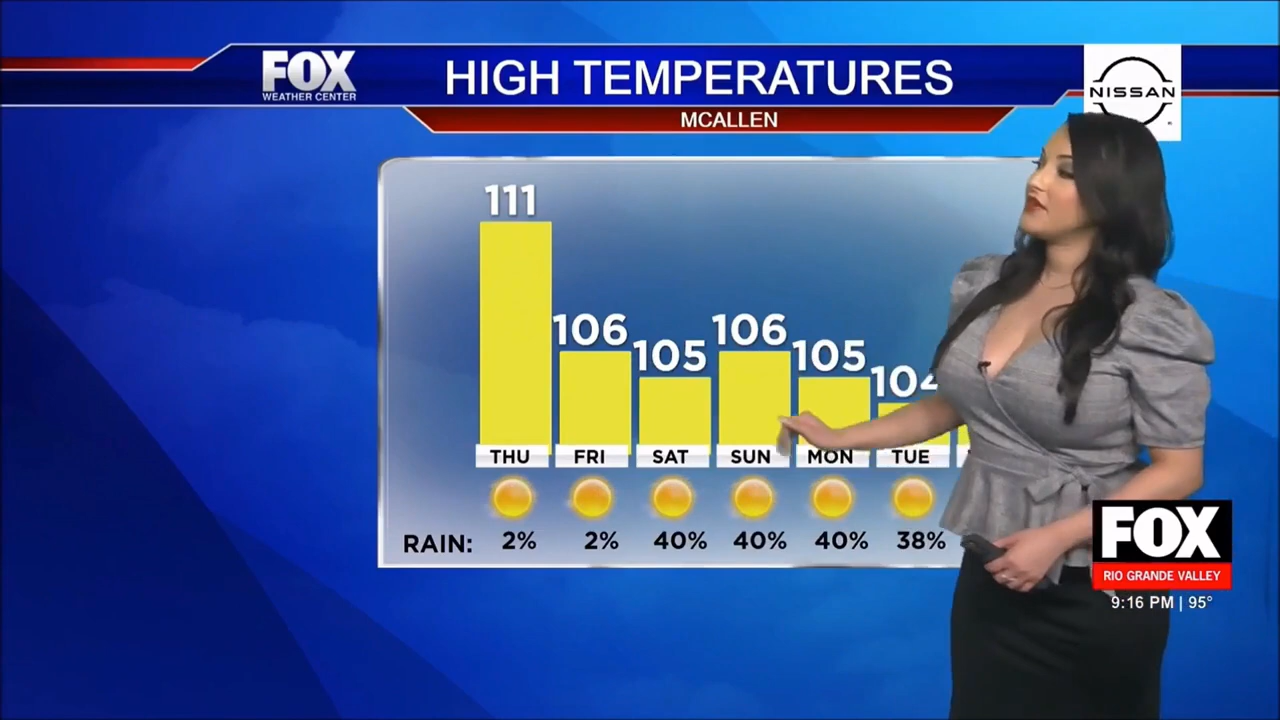 FOX
WEATHER CENTER
HIGH TEMPERATURES
NISSAN
MCALLEN
111
106
105
106
105
104
THU FRI SAT SUN MON TUE
RAIN: 2% 2% 40% 40% 40% 38%
FOX
RIO GRANDE VALLEY
9:16 PM | 95°